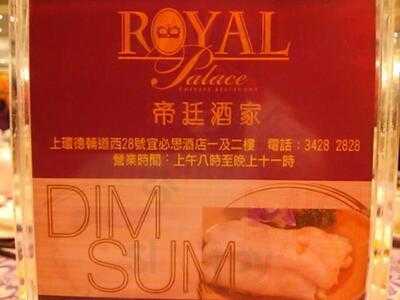 ROYAL
Palace
CHINESE RESTAURANT
帝廷酒家
上環德輔道西28號宜必思酒店一及二樓 電話：3428 2828
營業時間：上午八時至晚上十一時
DIM
SUM